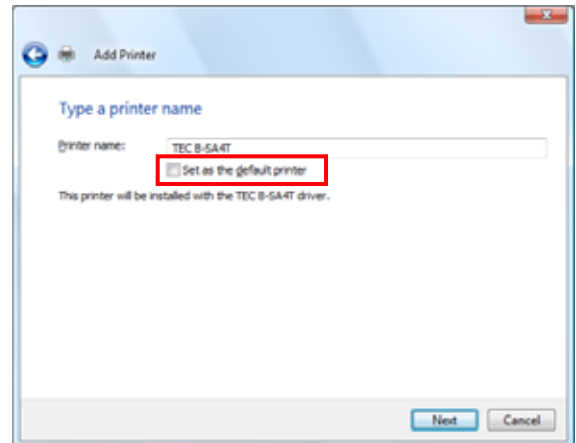 Add Printer
Type a printer name
Printer name: TEC B-SA4T
Set as the default printer
This printer will be installed with the TEC B-SA4T driver.
Next Cancel